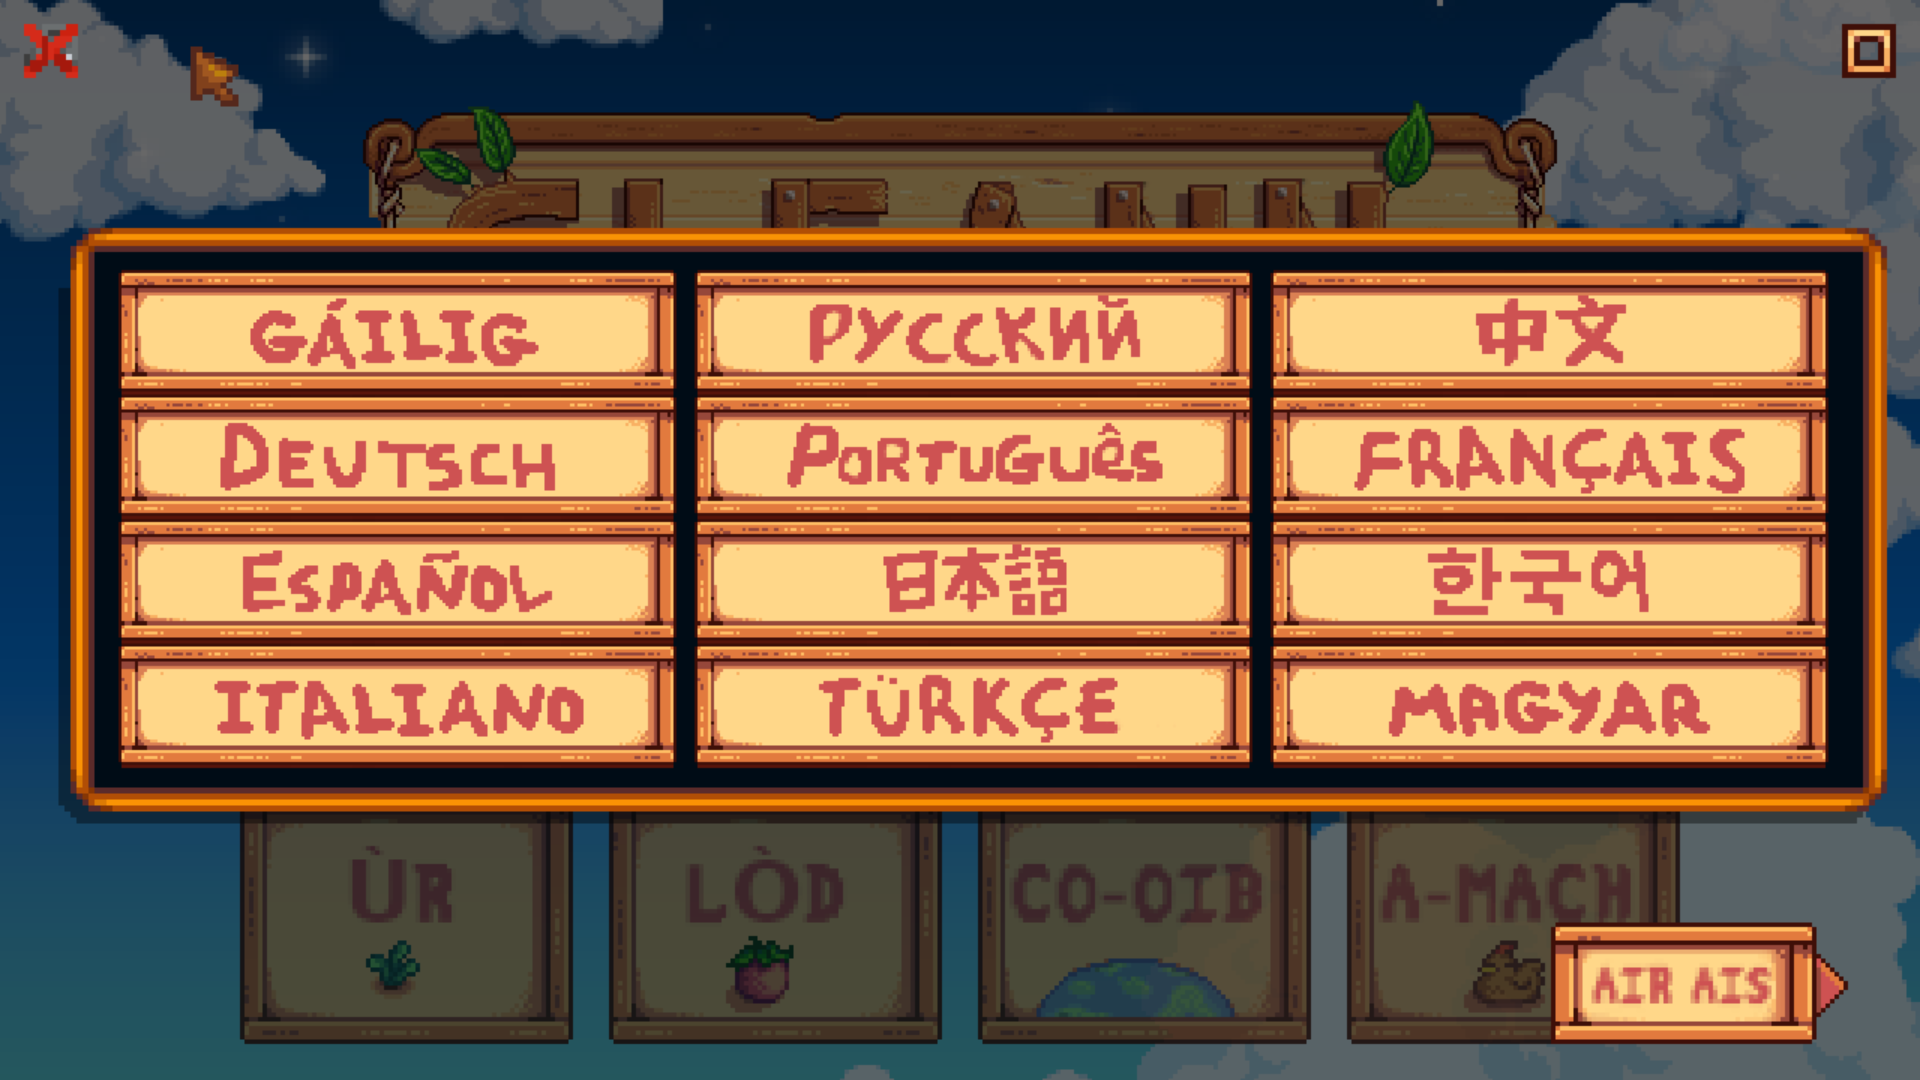 GÁILIG
РУССКИЙ
中文
DEUTSCH
PORTUGUÊS
FRANÇAIS
ESPAÑOL
日本語
한국어
ITALIANO
TÜRKÇE
MAGYAR
ÙR
LÒD
CO-OIB
A-MACH
AIR AIS